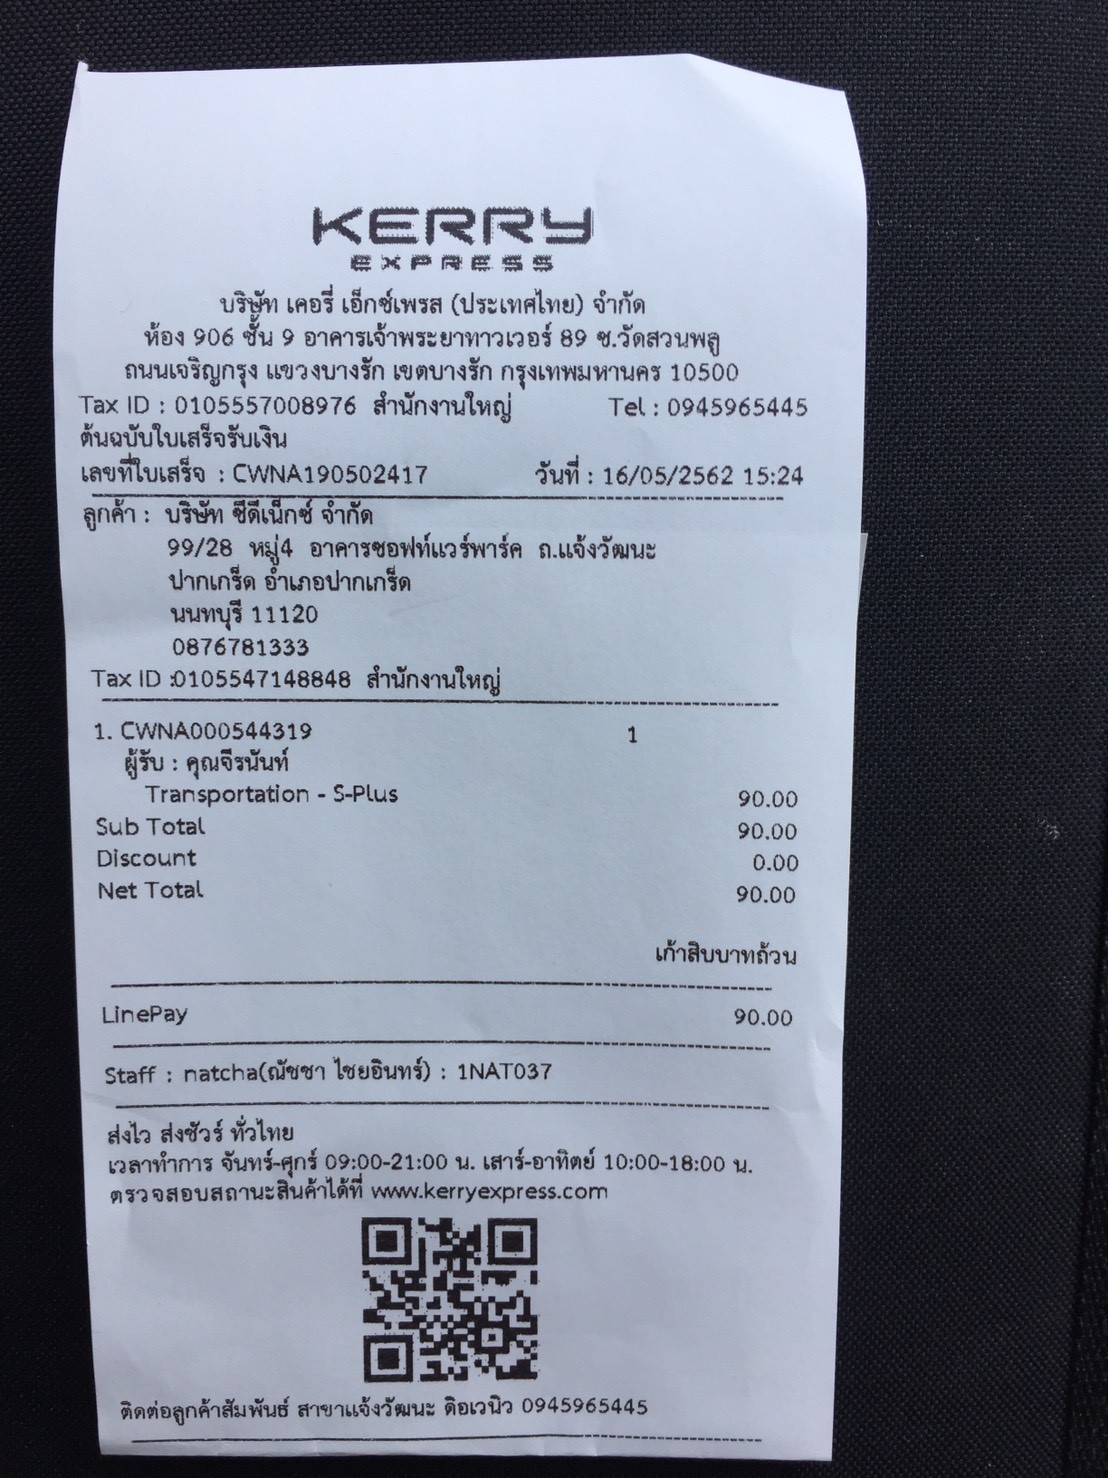 KERRY
EXPRESS
บริษัท เคอรี่ เอ็กซ์เพรส (ประเทศไทย) จำกัด
ห้อง 906 ชั้น 9 อาคารเจ้าพระยาทาวเวอร์ 89 ซ.วัดสวนพลู
ถนนเจริญกรุง แขวงบางรัก เขตบางรัก กรุงเทพมหานคร 10500
Tax ID : 0105557008976 สำนักงานใหญ่ Tel : 0945965445
ต้นฉบับใบเสร็จรับเงิน
เลขที่ใบเสร็จ : CWNA190502417 วันที่ : 16/05/2562 15:24
ลูกค้า : บริษัท ซีดีเน็กซ์ จำกัด
99/28 หมู่4 อาคารซอฟท์แวร์พาร์ค ถ.แจ้งวัฒนะ
ปากเกร็ด อำเภอปากเกร็ด
นนทบุรี 11120
0876781333
Tax ID :0105547148848 สำนักงานใหญ่
1. CWNA000544319 1
ผู้รับ : คุณจีรนันท์
Transportation - S-Plus 90.00
Sub Total 90.00
Discount 0.00
Net Total 90.00
เก้าสิบบาทถ้วน
LinePay 90.00
Staff : natcha(ณัชชา ไชยอินทร์) : 1NAT037
ส่งไว ส่งชัวร์ ทั่วไทย
เวลาทำการ จันทร์-ศุกร์ 09:00-21:00 น. เสาร์-อาทิตย์ 10:00-18:00 น.
ตรวจสอบสถานะสินค้าได้ที่ www.kerryexpress.com
ติดต่อลูกค้าสัมพันธ์ สาขาแจ้งวัฒนะ ดิอเวนิว 0945965445